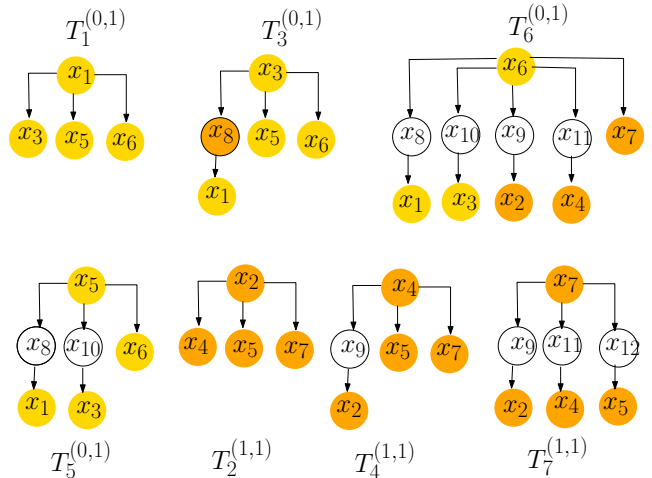 T_1^{(0,1)} T_3^{(0,1)} T_6^{(0,1)}
x_1 x_3 x_6
x_3 x_5 x_6 x_8 x_5 x_6 x_8 x_10 x_9 x_11 x_7
x_1 x_1 x_3 x_2 x_4
x_5 x_2 x_4 x_7
x_8 x_10 x_6 x_4 x_5 x_7 x_9 x_5 x_7 x_9 x_11 x_12
x_1 x_3 x_2 x_2 x_4 x_5
T_5^{(0,1)} T_2^{(1,1)} T_4^{(1,1)} T_7^{(1,1)}